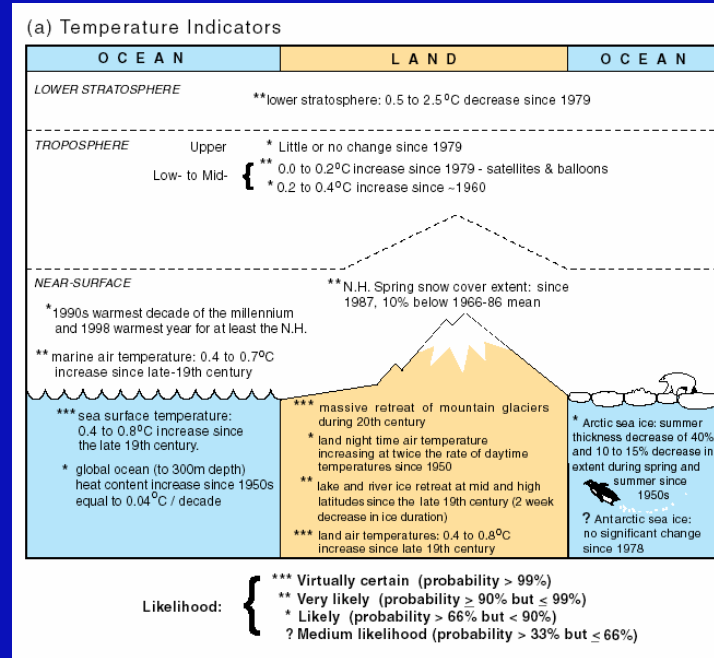 (a) Temperature Indicators
OCEAN
LAND
OCEAN
LOWER STRATOSPHERE
**lower stratosphere: 0.5 to 2.5°C decrease since 1979
TROPOSPHERE
Upper
* Little or no change since 1979
Low- to Mid-
{
** 0.0 to 0.2°C increase since 1979 - satellites & balloons
* 0.2 to 0.4°C increase since ~1960
NEAR-SURFACE
*1990s warmest decade of the millennium
and 1998 warmest year for at least the N.H.
** marine air temperature: 0.4 to 0.7°C
increase since late-19th century
** N.H. Spring snow cover extent: since
1987, 10% below 1966-86 mean
*** sea surface temperature:
0.4 to 0.8°C increase since
the late 19th century.
* global ocean (to 300m depth)
heat content increase since 1950s
equal to 0.04°C / decade
*** massive retreat of mountain glaciers
during 20th century
* land night time air temperature
increasing at twice the rate of daytime
temperatures since 1950
** lake and river ice retreat at mid and high
latitudes since the late 19th century (2 week
decrease in ice duration)
*** land air temperatures: 0.4 to 0.8°C
increase since late 19th century
* Arctic sea ice: summer
thickness decrease of 40%
and 10 to 15% decrease in
extent during spring and
summer since
1950s
? Antarctic sea ice:
no significant change
since 1978
Likelihood:
{
*** Virtually certain (probability > 99%)
** Very likely (probability ≥ 90% but ≤ 99%)
* Likely (probability > 66% but < 90%)
? Medium likelihood (probability > 33% but ≤ 66%)